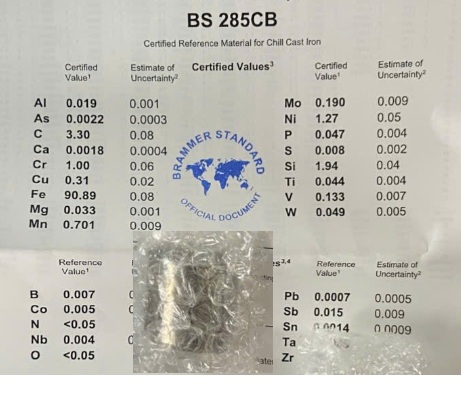 BS 285CB
Certified Reference Material for Chill Cast Iron
Certified Value¹ Estimate of Uncertainty² Certified Values³ Certified Value¹ Estimate of Uncertainty²
Al 0.019 0.001 Mo 0.190 0.009
As 0.0022 0.0003 Ni 1.27 0.05
C 3.30 0.08 P 0.047 0.004
Ca 0.0018 0.0004 S 0.008 0.002
Cr 1.00 0.06 Si 1.94 0.04
Cu 0.31 0.02 Ti 0.044 0.004
Fe 90.89 0.08 V 0.133 0.007
Mg 0.033 0.001 W 0.049 0.005
Mn 0.701 0.009
BRAMMER STANDARD
OFFICIAL DOCUMENT
Reference Value¹ Reference Value¹ Estimate of Uncertainty²
B 0.007 Pb 0.0007 0.0005
Co 0.005 Sb 0.015 0.009
N <0.05 Sn 0.0014 0.0009
Nb 0.004 Ta
O <0.05 Zr